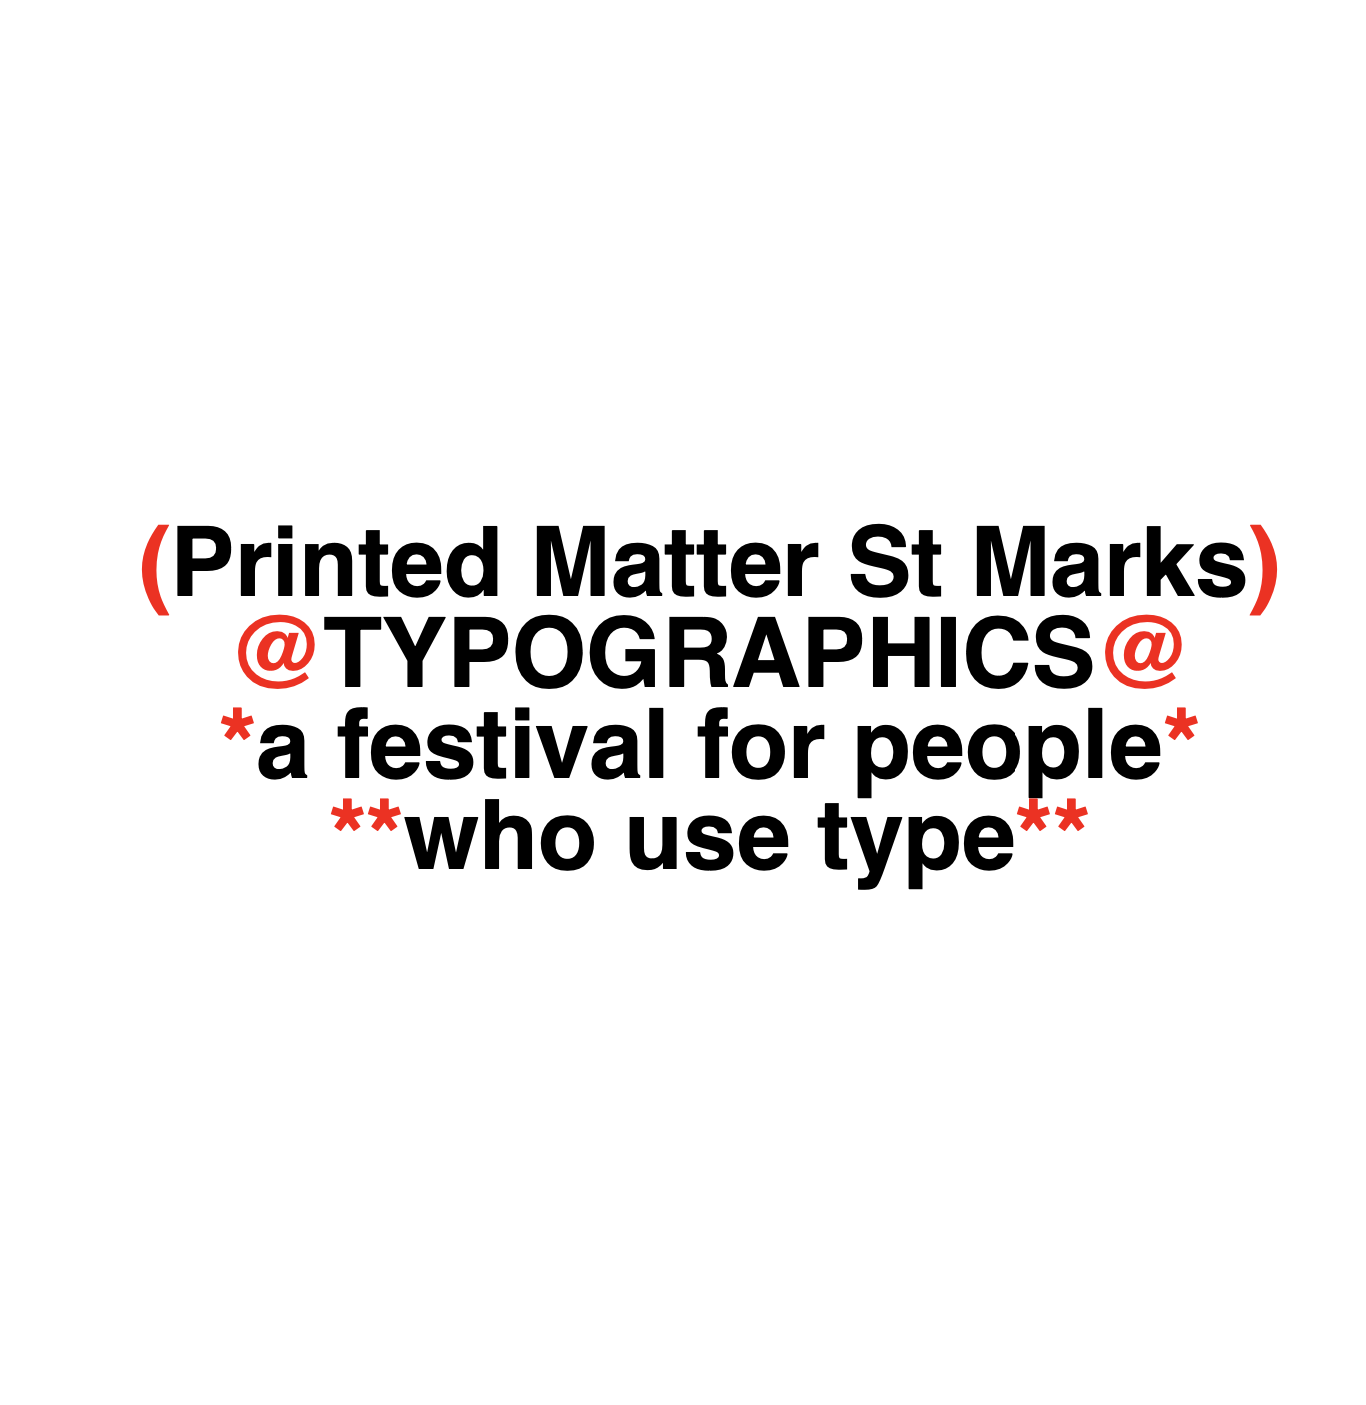 (Printed Matter St Marks)
@TYPOGRAPHICS@
*a festival for people*
**who use type**